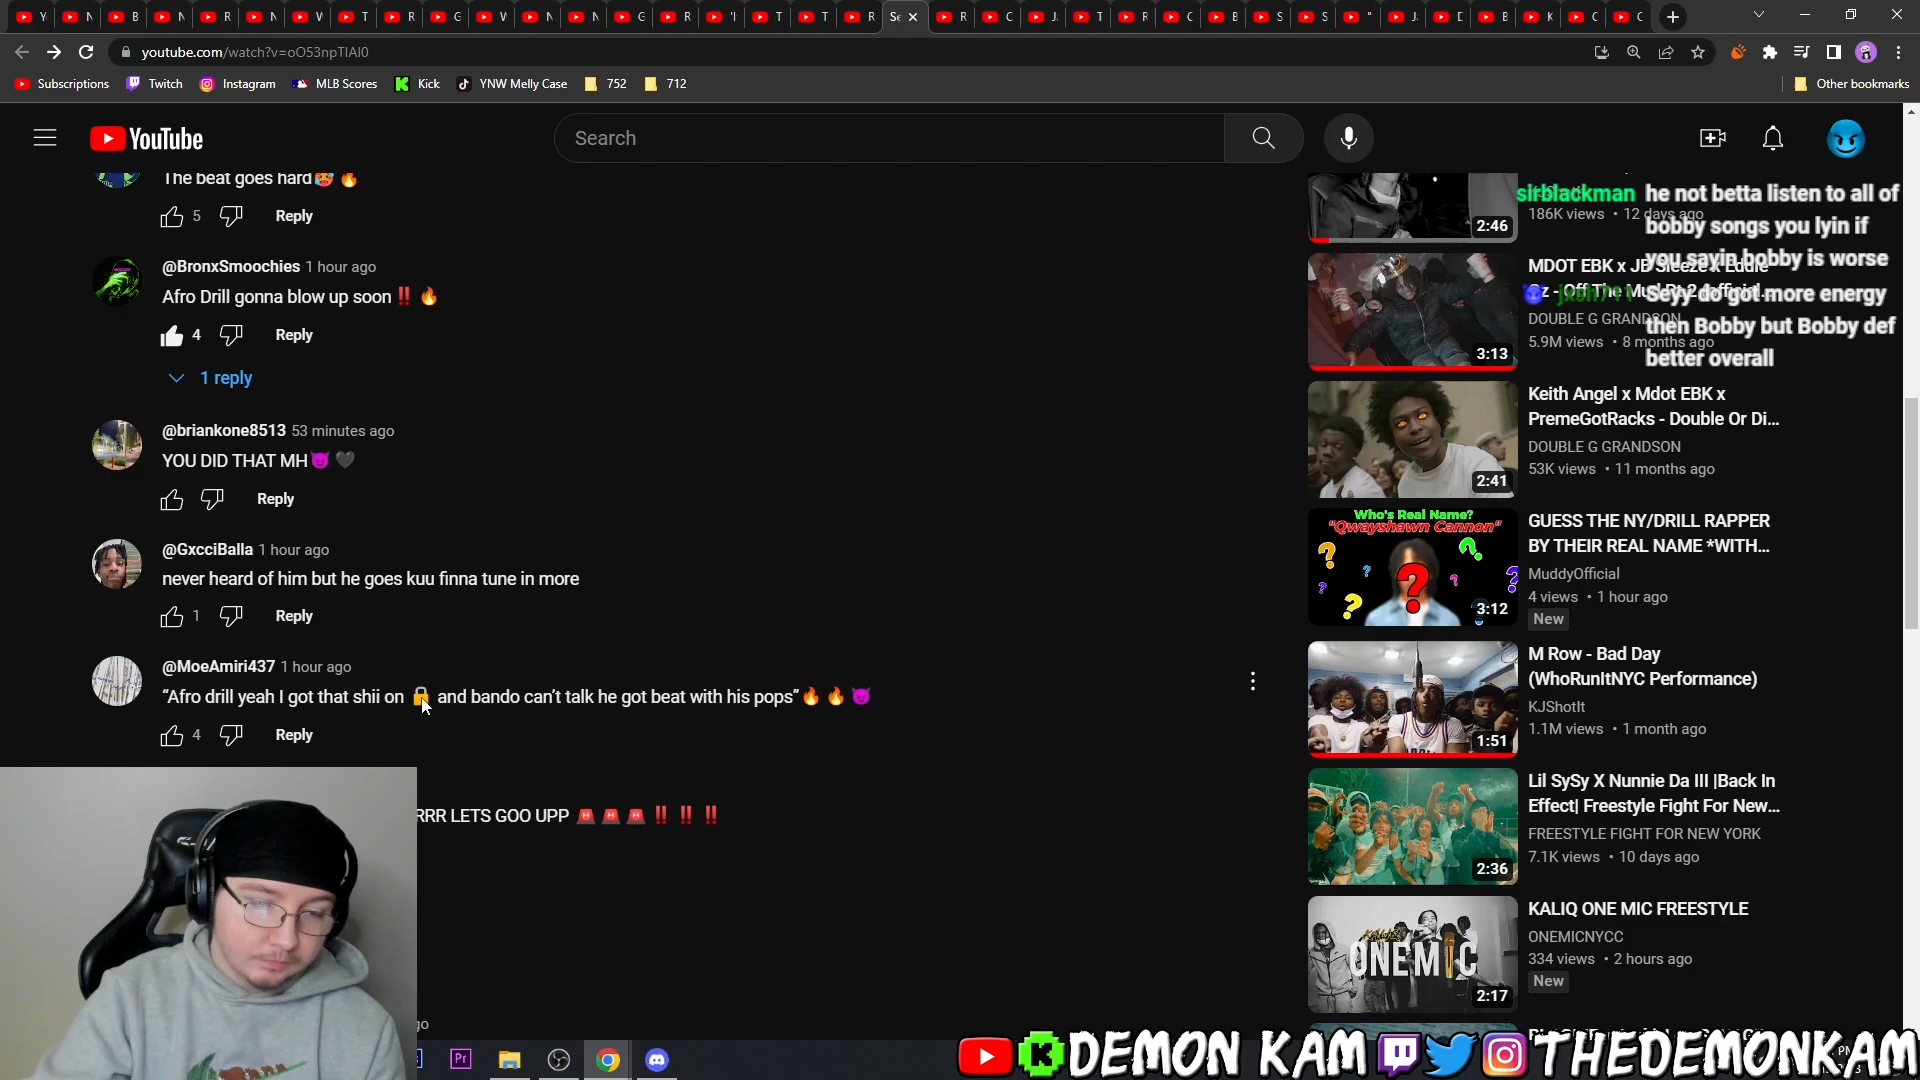 youtube.com/watch?v=oO53npTIAI0
Subscriptions
Twitch
Instagram
MLB Scores
Kick
YNW Melly Case
752
712
Other bookmarks
YouTube
Search
The beat goes hard🥵 🔥
5
Reply
@BronxSmoochies 1 hour ago
Afro Drill gonna blow up soon ‼️ 🔥
4
Reply
1 reply
@briankone8513 53 minutes ago
YOU DID THAT MH😈 🖤
Reply
@GxcciBalla 1 hour ago
never heard of him but he goes kuu finna tune in more
1
Reply
@MoeAmiri437 1 hour ago
“Afro drill yeah I got that shii on 🔒 and bando can’t talk he got beat with his pops”🔥 🔥 😈
4
Reply
RRR LETS GOO UPP 🚨 🚨 🚨 ‼️ ‼️ ‼️
go
sirblackman he not betta listen to all of
bobby songs you lyin if
you sayin bobby is worse
jxsh711 Seyy do got more energy
then Bobby but Bobby def
better overall
186K views • 12 days ago
2:46
MDOT EBK x JB Sleeze x Eddie
Gz - Off The Mud Pt 2
DOUBLE G GRANDSON
5.9M views • 8 months ago
3:13
Keith Angel x Mdot EBK x
PremeGotRacks - Double Or Di...
DOUBLE G GRANDSON
53K views • 11 months ago
2:41
Who's Real Name?
"Qwayshawn Cannon"
3:12
GUESS THE NY/DRILL RAPPER
BY THEIR REAL NAME *WITH...
MuddyOfficial
4 views • 1 hour ago
New
M Row - Bad Day
(WhoRunItNYC Performance)
KJShotIt
1.1M views • 1 month ago
1:51
Lil SySy X Nunnie Da III |Back In
Effect| Freestyle Fight For New...
FREESTYLE FIGHT FOR NEW YORK
7.1K views • 10 days ago
2:36
KALIQ ONE MIC FREESTYLE
ONEMICNYCC
334 views • 2 hours ago
New
ONE MIC
2:17
Pr
DEMON KAM
THEDEMONKAM